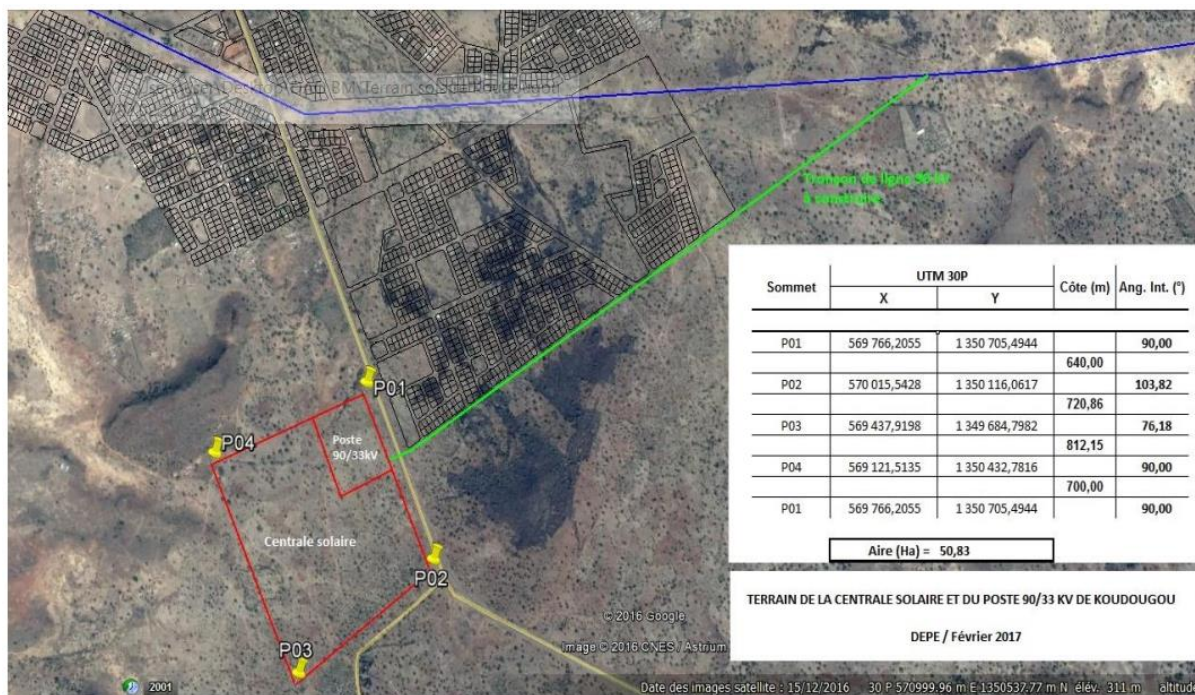 Tronçon de ligne 90 kV
à construire
P01
P04
Poste
90/33kV
Centrale solaire
P02
P03
Sommet UTM 30P Côte (m) Ang. Int. (°)
X Y
P01 569 766,2055 1 350 705,4944 90,00
640,00
P02 570 015,5428 1 350 116,0617 103,82
720,86
P03 569 437,9198 1 349 684,7982 76,18
812,15
P04 569 121,5135 1 350 432,7816 90,00
700,00
P01 569 766,2055 1 350 705,4944 90,00
Aire (Ha) = 50,83
TERRAIN DE LA CENTRALE SOLAIRE ET DU POSTE 90/33 KV DE KOUDOUGOU
DEPE / Février 2017
© 2016 Google
Image © 2016 CNES / Astrium
2001
Date des images satellite : 15/12/2016 30 P 570999.96 m E 1350537.77 m N élév. 311 m altitud